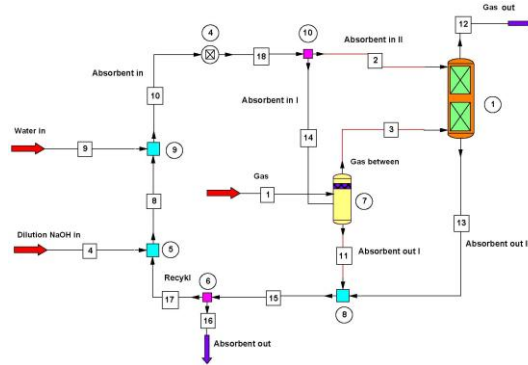 Gas out
12
4
10
Absorbent in II
18
2
Absorbent in
1
10
Absorbent in I
3
Water in
14
9
9
Gas between
Gas
1
7
8
13
Dilution NaOH in
4
5
Absorbent out I
Absorbent out II
11
Recykl
6
17
15
8
16
Absorbent out